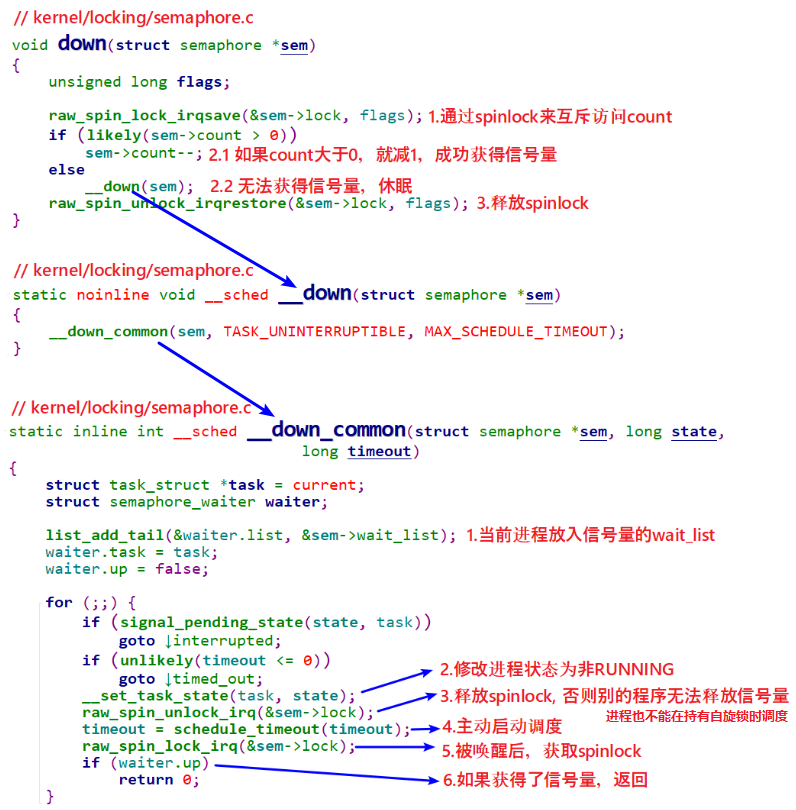 // kernel/locking/semaphore.c
void down(struct semaphore *sem)
{
unsigned long flags;
raw_spin_lock_irqsave(&sem->lock, flags); 1.通过spinlock来互斥访问count
if (likely(sem->count > 0))
sem->count--; 2.1 如果count大于0，就减1，成功获得信号量
else
__down(sem); 2.2 无法获得信号量，休眠
raw_spin_unlock_irqrestore(&sem->lock, flags); 3.释放spinlock
}
// kernel/locking/semaphore.c
static noinline void __sched __down(struct semaphore *sem)
{
__down_common(sem, TASK_UNINTERRUPTIBLE, MAX_SCHEDULE_TIMEOUT);
}
// kernel/locking/semaphore.c
static inline int __sched __down_common(struct semaphore *sem, long state,
long timeout)
{
struct task_struct *task = current;
struct semaphore_waiter waiter;
list_add_tail(&waiter.list, &sem->wait_list); 1.当前进程放入信号量的wait_list
waiter.task = task;
waiter.up = false;
for (;;) {
if (signal_pending_state(state, task))
goto ↓interrupted;
if (unlikely(timeout <= 0))
goto ↓timed_out;
__set_task_state(task, state); 2.修改进程状态为非RUNNING
raw_spin_unlock_irq(&sem->lock); 3.释放spinlock, 否则别的程序无法释放信号量
进程也不能在持有自旋锁时调度
timeout = schedule_timeout(timeout); 4.主动启动调度
raw_spin_lock_irq(&sem->lock); 5.被唤醒后，获取spinlock
if (waiter.up) 6.如果获得了信号量，返回
return 0;
}